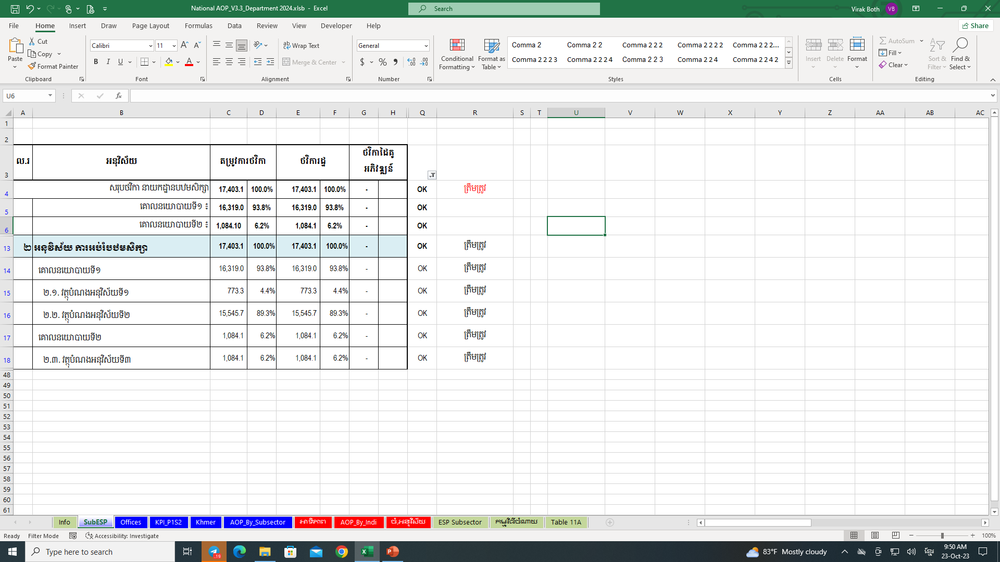 National AOP_V3.3_Department 2024.xlsb - Excel
Search
Virak Both VB
File Home Insert Draw Page Layout Formulas Data Review View Developer Help
Share
Paste
Cut
Copy
Format Painter
Clipboard
Calibri 11
B I U
Font
Wrap Text
Merge & Center
Alignment
General
$ % ,
Number
Conditional Formatting
Format as Table
Comma 2 Comma 2 2 Comma 2 2 2 Comma 2 2 2 2 Comma 2 2 2...
Comma 2 2 2 3 Comma 2 2 2 4 Comma 2 2 3 Comma 2 2 4 Comma 2 2 4 2
Styles
Insert Delete Format
Cells
AutoSum
Fill
Clear
Sort & Filter
Find & Select
Editing
U6
fx
A B C D E F G H Q R S T U V W X Y Z AA AB AC
1
2
3 ល.រ អនុវិស័យ តម្រូវការថវិកា ថវិការដ្ឋ ថវិកាដៃគូ
អភិវឌ្ឍន៍
4 សរុបថវិកា នាយកដ្ឋានបឋមសិក្សា 17,403.1 100.0% 17,403.1 100.0% - OK ត្រឹមត្រូវ
5 គោលនយោបាយទី១ ៖ 16,319.0 93.8% 16,319.0 93.8% - OK
6 គោលនយោបាយទី២ ៖ 1,084.10 6.2% 1,084.1 6.2% - OK
13 ២ អនុវិស័យ ការអប់រំបឋមសិក្សា 17,403.1 100.0% 17,403.1 100.0% - OK ត្រឹមត្រូវ
14 គោលនយោបាយទី១ 16,319.0 93.8% 16,319.0 93.8% - OK ត្រឹមត្រូវ
15 ២.១. វត្ថុបំណងអនុវិស័យទី១ 773.3 4.4% 773.3 4.4% - OK ត្រឹមត្រូវ
16 ២.២. វត្ថុបំណងអនុវិស័យទី២ 15,545.7 89.3% 15,545.7 89.3% - OK ត្រឹមត្រូវ
17 គោលនយោបាយទី២ 1,084.1 6.2% 1,084.1 6.2% - OK ត្រឹមត្រូវ
18 ២.៣. វត្ថុបំណងអនុវិស័យទី៣ 1,084.1 6.2% 1,084.1 6.2% - OK ត្រឹមត្រូវ
48
49
50
51
52
53
54
55
56
57
58
59
60
61
Info SubESP Offices KPI_P1S2 Khmer AOP_By_Subsector អាទិភាព AOP_By_Indi ចំ.អនុវិស័យ ESP Subsector កម្មវិធីចំណាយ Table 11A
Ready Filter Mode Accessibility: Investigate 100%
Type here to search
..19
83°F Mostly cloudy
9:50 AM
23-Oct-23